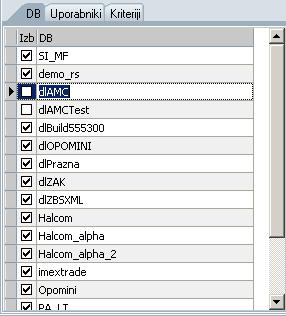 DB Uporabniki Kriteriji
Izb DB
SI_MF
demo_rs
dlAMC
dlAMCTest
dlBuild555300
dlOPOMINI
dlPrazna
dlZAK
dlZBSXML
Halcom
Halcom_alpha
Halcom_alpha_2
imextrade
Opomini
PA_LT